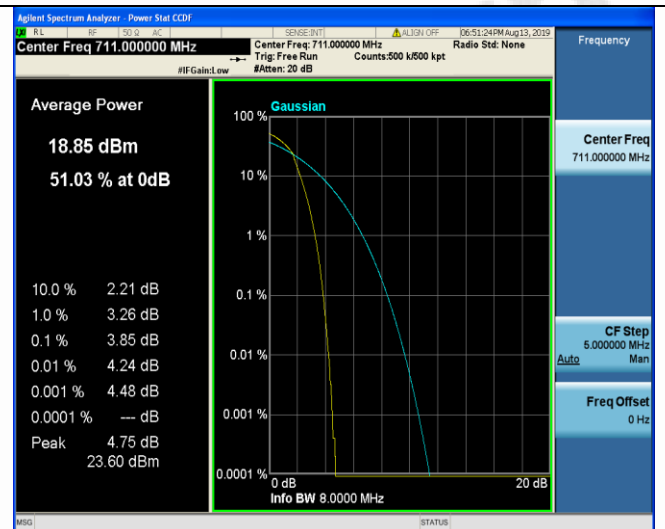 Agilent Spectrum Analyzer - Power Stat CCDF
RL RF 50 Ω AC SENSE:INT ALIGN OFF 06:51:24 PM Aug 13, 2019
Center Freq 711.000000 MHz
Center Freq: 711.000000 MHz Radio Std: None
Trig: Free Run Counts:500 k/500 kpt
#IFGain:Low #Atten: 20 dB
Frequency
Average Power
18.85 dBm
51.03 % at 0dB
10.0 % 2.21 dB
1.0 % 3.26 dB
0.1 % 3.85 dB
0.01 % 4.24 dB
0.001 % 4.48 dB
0.0001 % --- dB
Peak 4.75 dB
23.60 dBm
Gaussian
100 %
10 %
1 %
0.1 %
0.01 %
0.001 %
0.0001 %
0 dB 20 dB
Info BW 8.0000 MHz
Center Freq
711.000000 MHz
CF Step
5.000000 MHz
Auto Man
Freq Offset
0 Hz
MSG STATUS